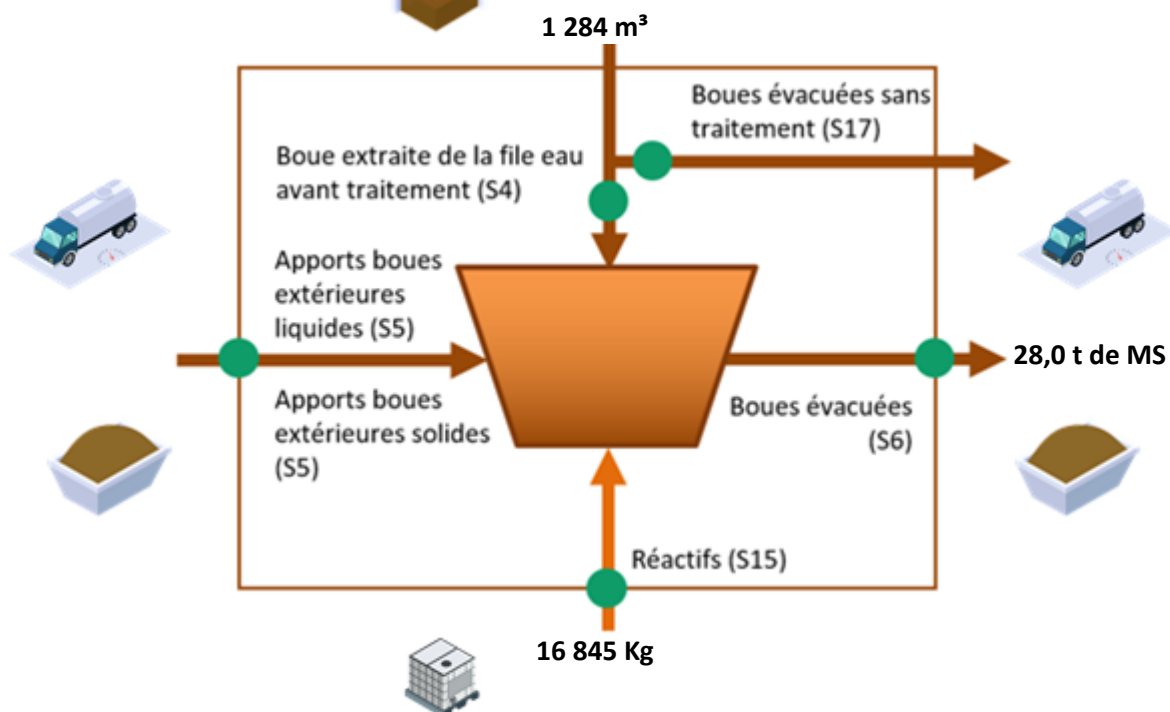 1 284 m³
Boues évacuées sans
traitement (S17)
Boue extraite de la file eau
avant traitement (S4)
Apports boues
extérieures
liquides (S5)
28,0 t de MS
Apports boues
extérieures solides
(S5)
Boues évacuées
(S6)
Réactifs (S15)
16 845 Kg